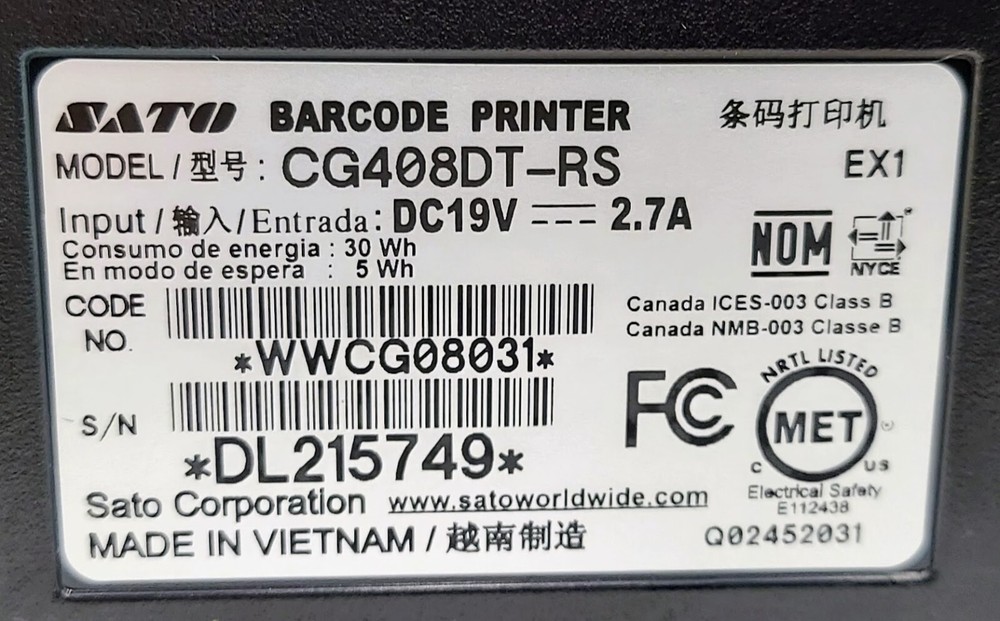 SATO BARCODE PRINTER 条码打印机
MODEL / 型号 : CG408DT-RS EX1
Input / 输入/Entrada : DC19V ⎓ 2.7A
Consumo de energia : 30 Wh
En modo de espera : 5 Wh
NOM
NYCE
CODE NO.
*WWCG08031*
Canada ICES-003 Class B
Canada NMB-003 Classe B
S/N
*DL215749*
FC
NRTL LISTED
MET
C US
Electrical Safety
E112438
Sato Corporation www.satoworldwide.com
MADE IN VIETNAM / 越南制造
Q02452031